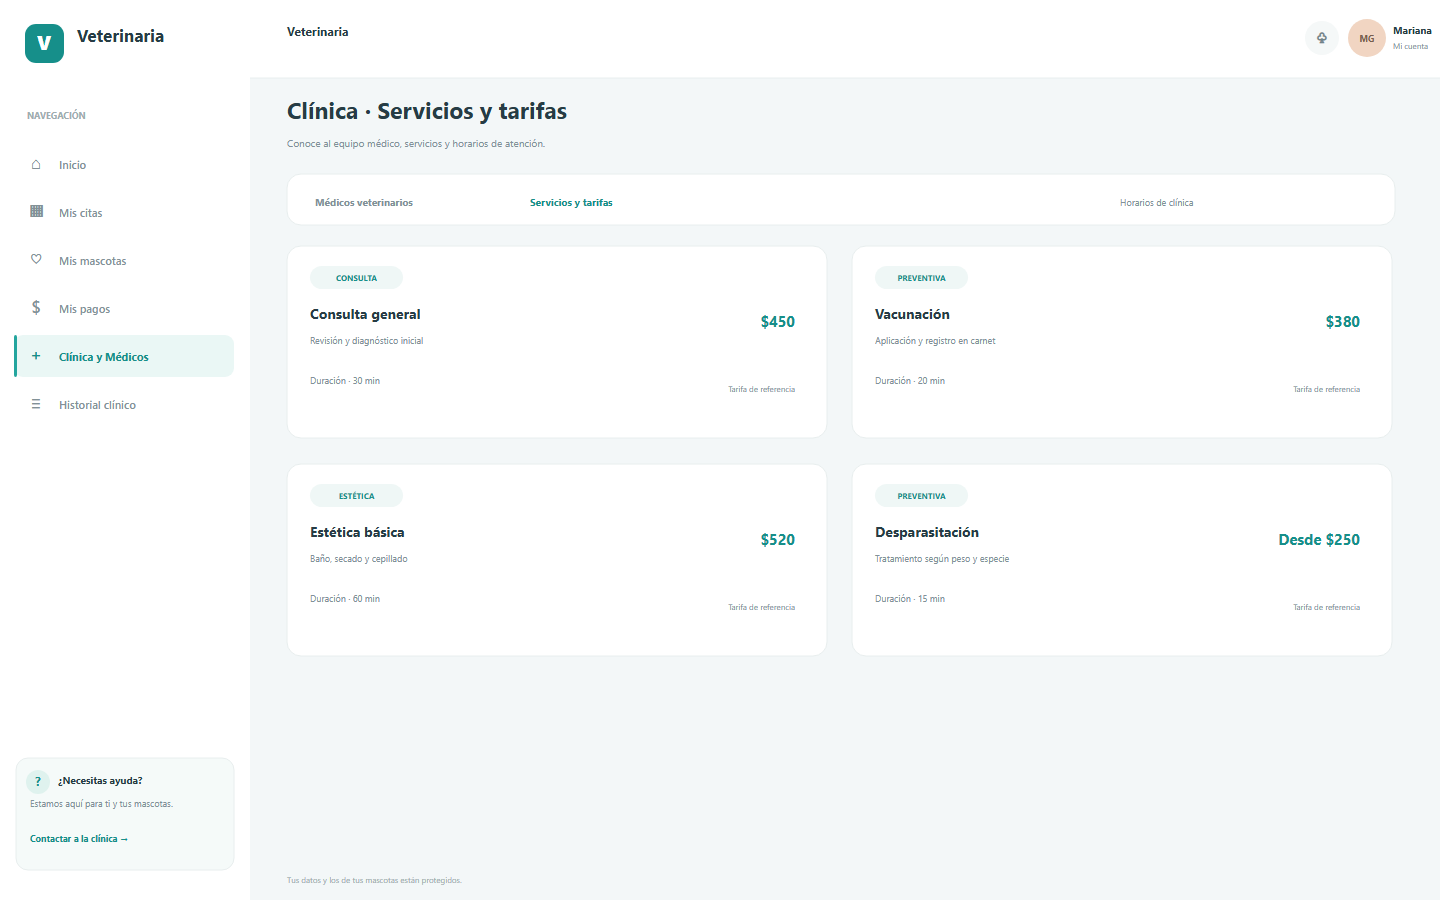 V
Veterinaria
NAVEGACIÓN
Inicio
Mis citas
Mis mascotas
$ Mis pagos
+ Clínica y Médicos
Historial clínico
? ¿Necesitas ayuda?
Estamos aquí para ti y tus mascotas.
Contactar a la clínica →
Veterinaria
MG
Mariana
Mi cuenta
Clínica · Servicios y tarifas
Conoce al equipo médico, servicios y horarios de atención.
Médicos veterinarios
Servicios y tarifas
Horarios de clínica
CONSULTA
Consulta general
$450
Revisión y diagnóstico inicial
Duración · 30 min
Tarifa de referencia
PREVENTIVA
Vacunación
$380
Aplicación y registro en carnet
Duración · 20 min
Tarifa de referencia
ESTÉTICA
Estética básica
$520
Baño, secado y cepillado
Duración · 60 min
Tarifa de referencia
PREVENTIVA
Desparasitación
Desde $250
Tratamiento según peso y especie
Duración · 15 min
Tarifa de referencia
Tus datos y los de tus mascotas están protegidos.